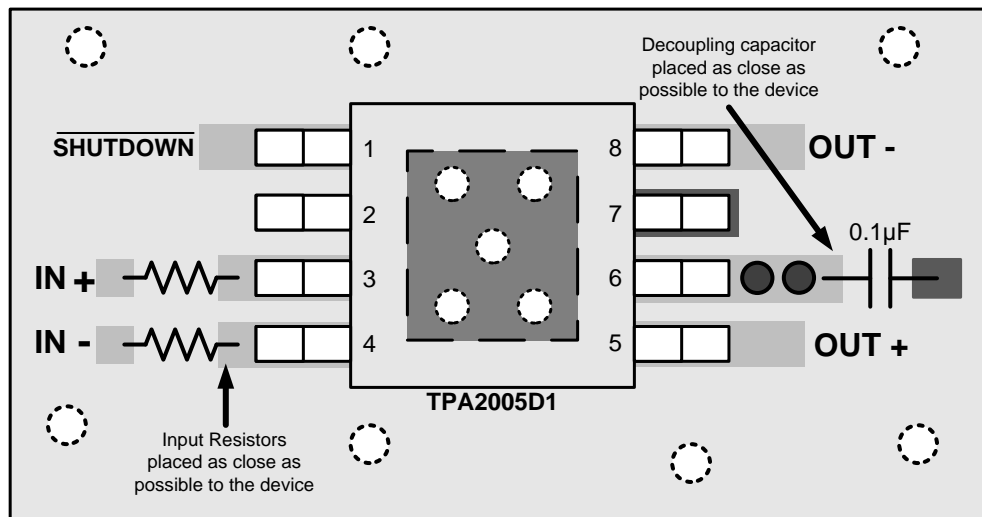 Decoupling capacitor
placed as close as
possible to the device
SHUTDOWN
1
8
OUT -
2
7
0.1µF
IN +
3
6
IN -
4
5
OUT +
TPA2005D1
Input Resistors
placed as close as
possible to the device